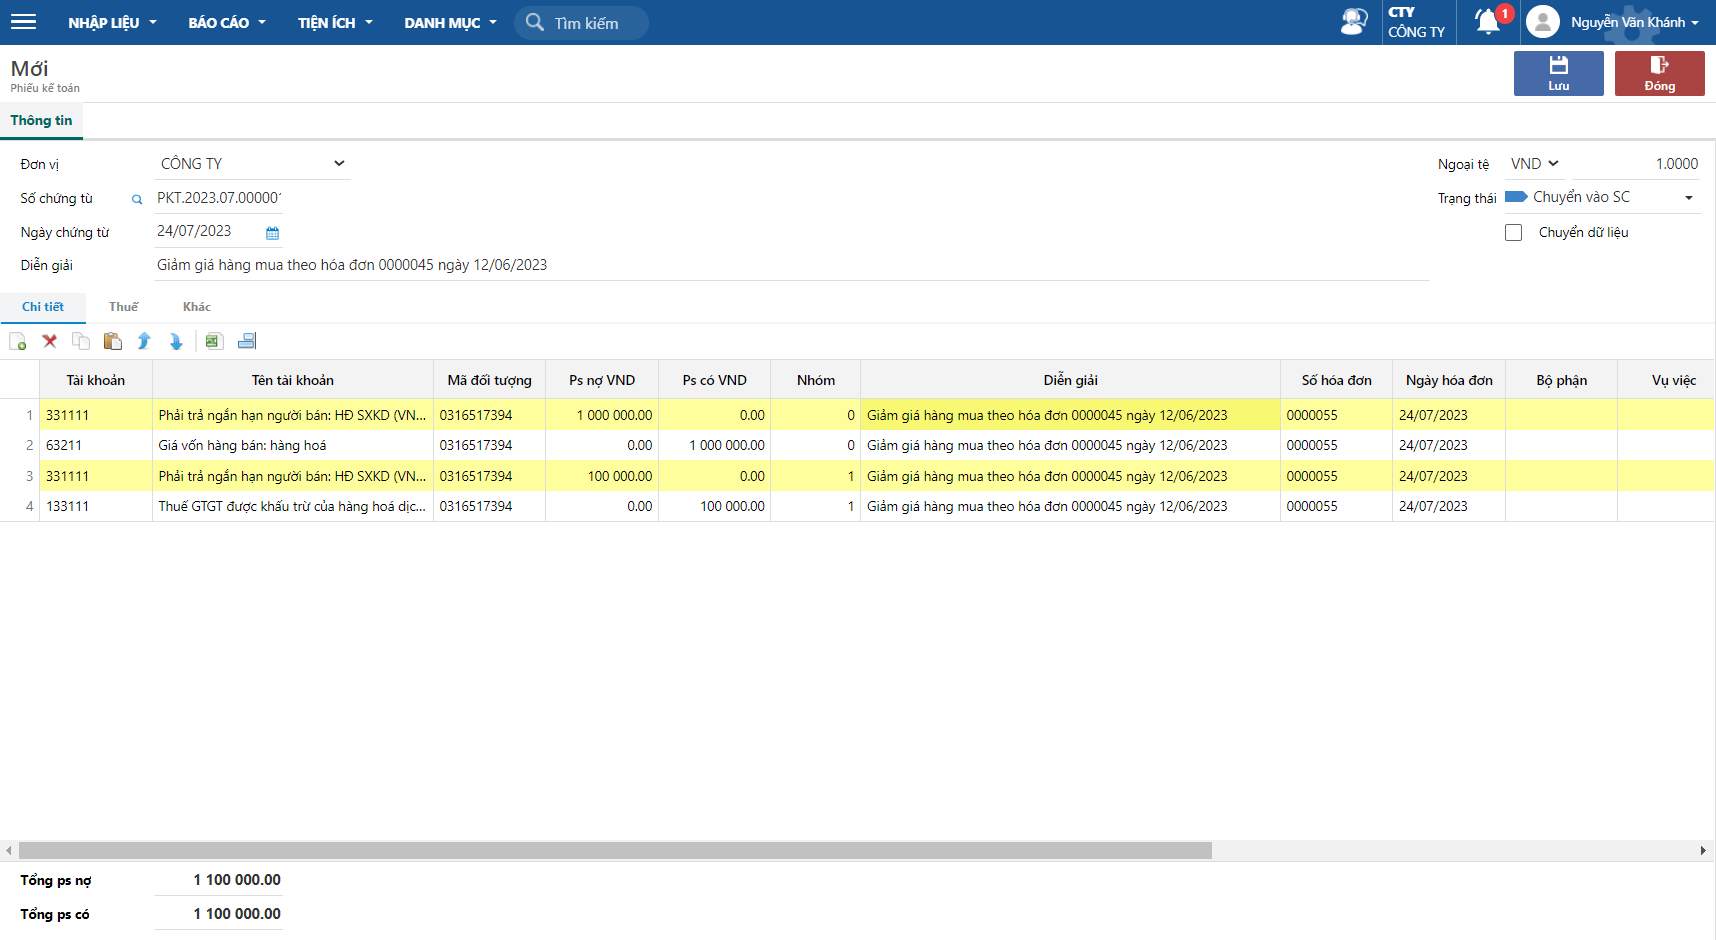 NHẬP LIỆU BÁO CÁO TIỆN ÍCH DANH MỤC Tìm kiếm CTY CÔNG TY 1 Nguyễn Văn Khánh
Mới
Phiếu kế toán
Lưu Đóng
Thông tin
Đơn vị CÔNG TY Ngoại tệ VND 1.0000
Số chứng từ PKT.2023.07.000001 Trạng thái Chuyển vào SC
Ngày chứng từ 24/07/2023 Chuyển dữ liệu
Diễn giải Giảm giá hàng mua theo hóa đơn 0000045 ngày 12/06/2023
Chi tiết Thuế Khác
Tài khoản Tên tài khoản Mã đối tượng Ps nợ VND Ps có VND Nhóm Diễn giải Số hóa đơn Ngày hóa đơn Bộ phận Vụ việc
1 331111 Phải trả ngắn hạn người bán: HĐ SXKD (VN... 0316517394 1 000 000.00 0.00 0 Giảm giá hàng mua theo hóa đơn 0000045 ngày 12/06/2023 0000055 24/07/2023
2 63211 Giá vốn hàng bán: hàng hoá 0316517394 0.00 1 000 000.00 0 Giảm giá hàng mua theo hóa đơn 0000045 ngày 12/06/2023 0000055 24/07/2023
3 331111 Phải trả ngắn hạn người bán: HĐ SXKD (VN... 0316517394 100 000.00 0.00 1 Giảm giá hàng mua theo hóa đơn 0000045 ngày 12/06/2023 0000055 24/07/2023
4 133111 Thuế GTGT được khấu trừ của hàng hoá dịc... 0316517394 0.00 100 000.00 1 Giảm giá hàng mua theo hóa đơn 0000045 ngày 12/06/2023 0000055 24/07/2023
Tổng ps nợ 1 100 000.00
Tổng ps có 1 100 000.00